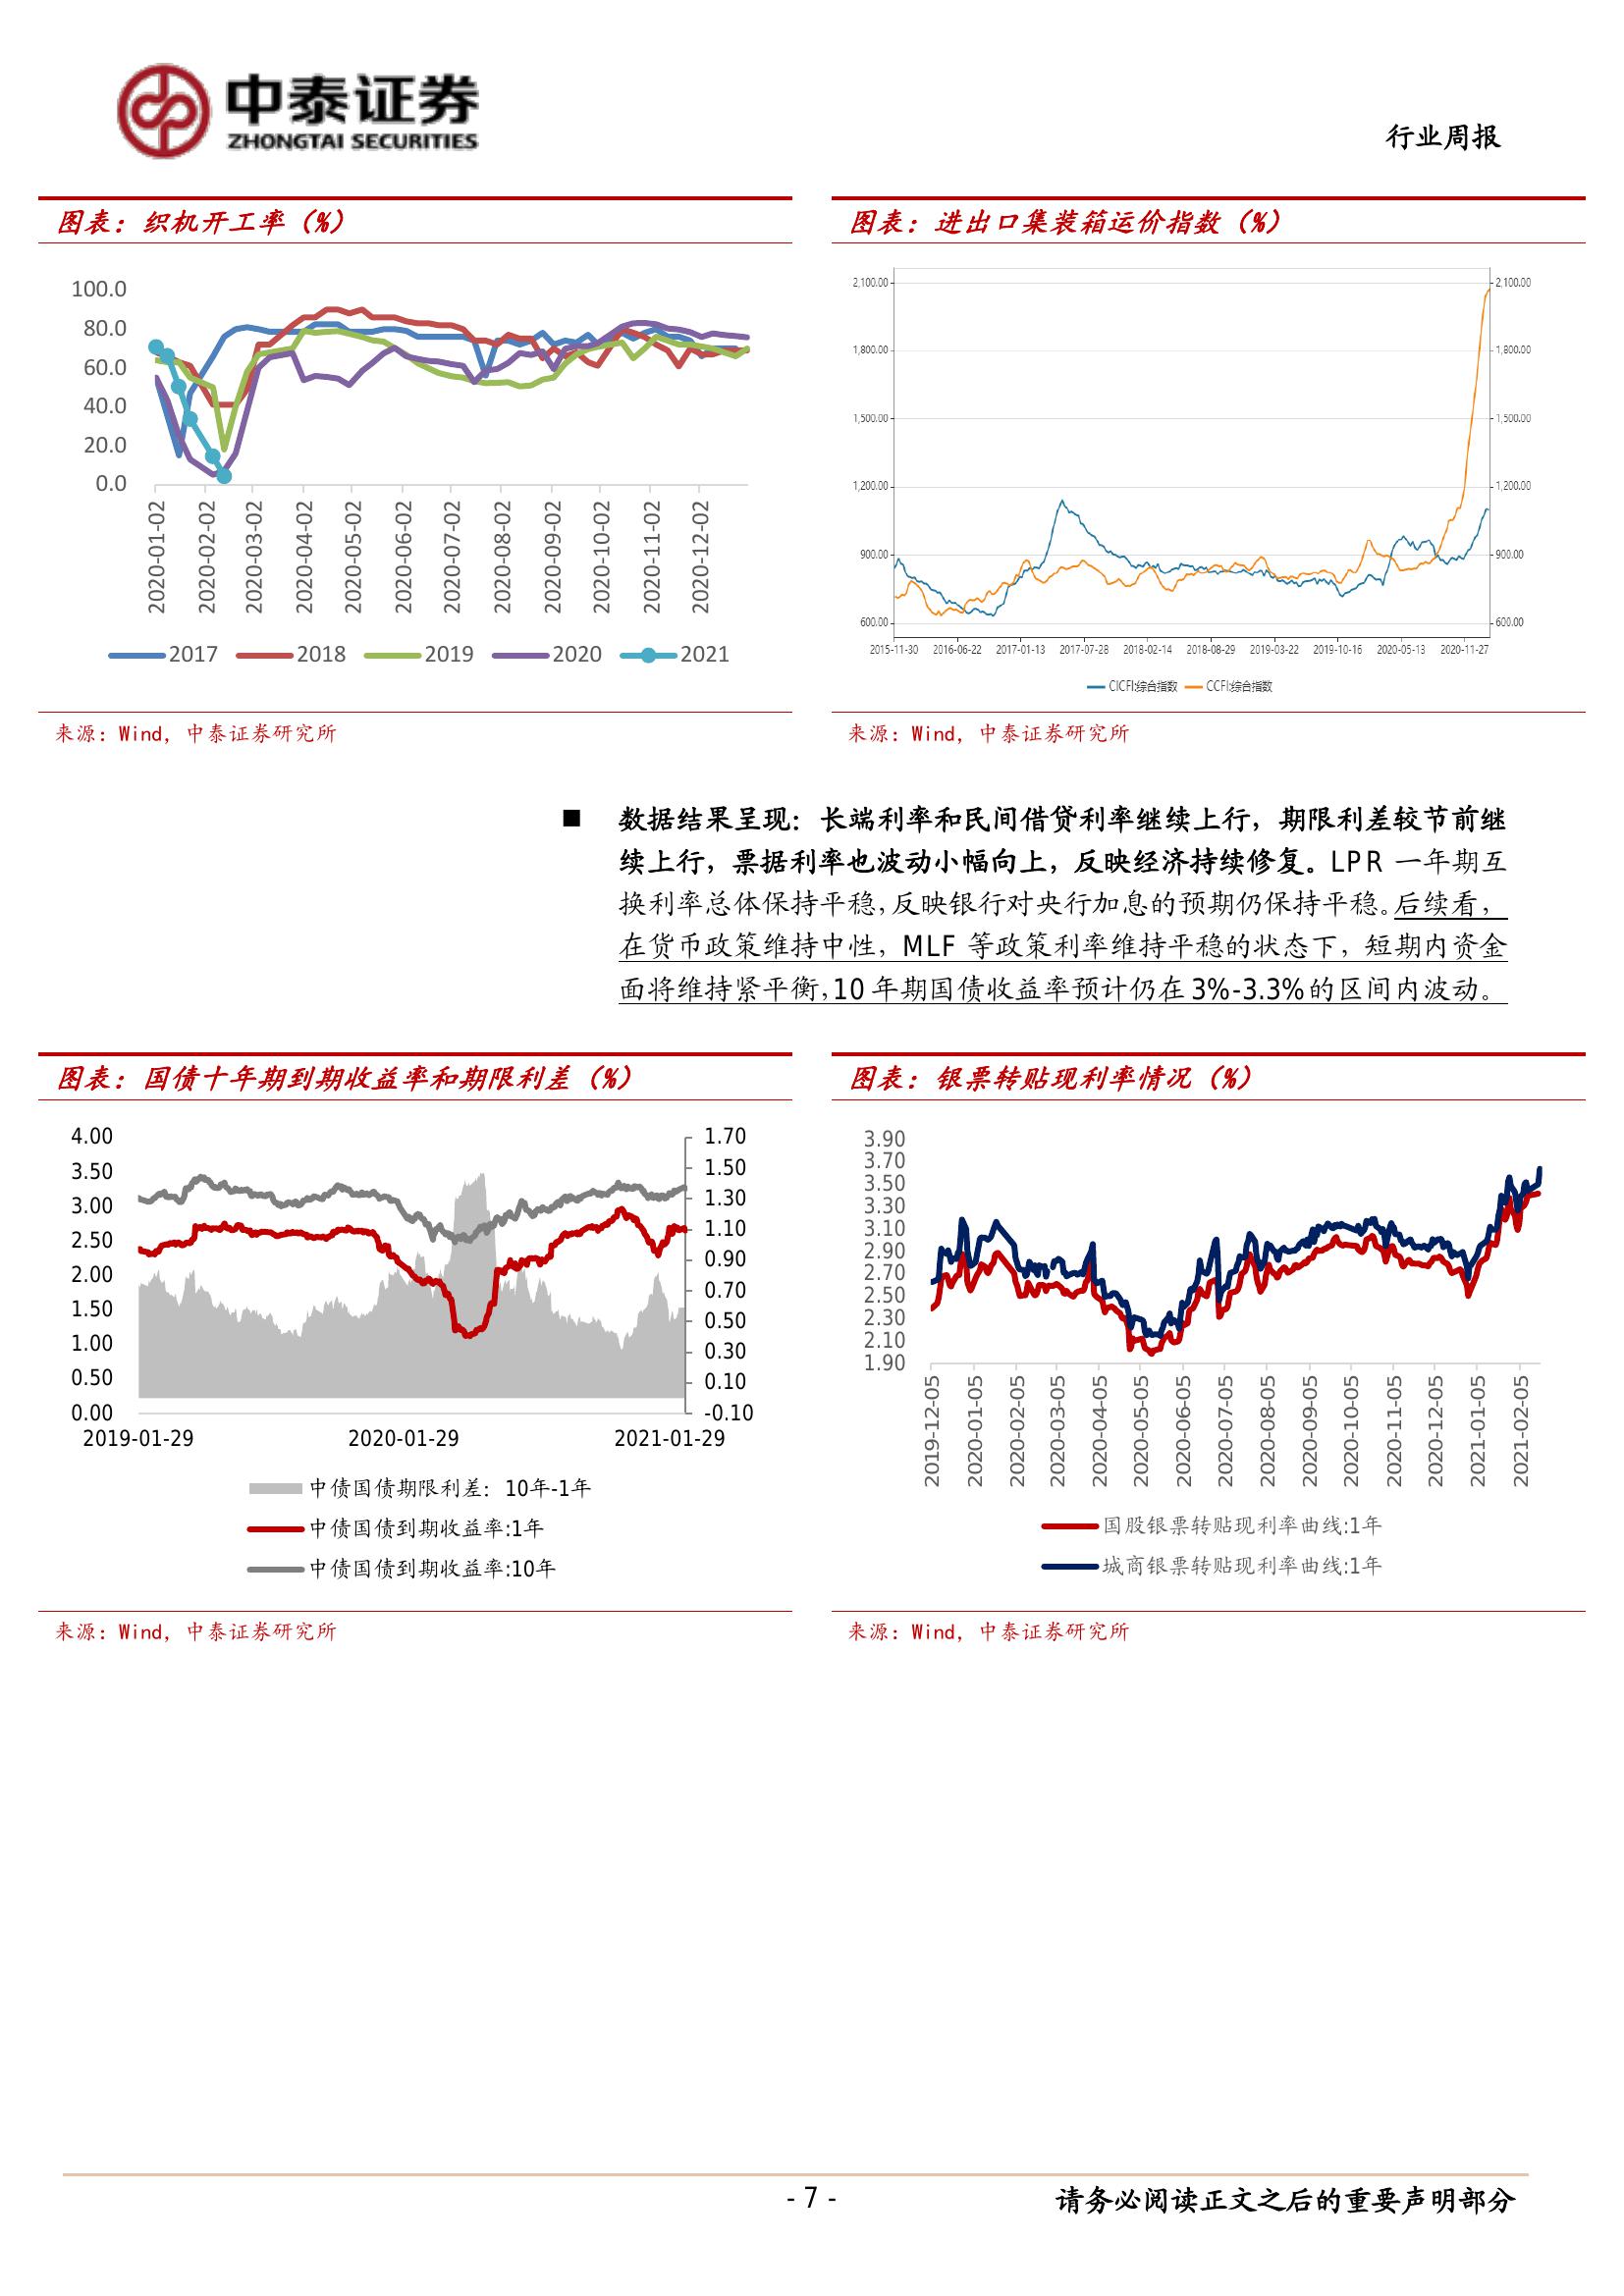 中泰证券
ZHONGTAI SECURITIES
行业周报
图表：织机开工率（%）
100.0
80.0
60.0
40.0
20.0
0.0
2020-01-02
2020-02-02
2020-03-02
2020-04-02
2020-05-02
2020-06-02
2020-07-02
2020-08-02
2020-09-02
2020-10-02
2020-11-02
2020-12-02
2017 2018 2019 2020 2021
来源：Wind，中泰证券研究所
图表：进出口集装箱运价指数（%）
2,100.00 2,100.00
1,800.00 1,800.00
1,500.00 1,500.00
1,200.00 1,200.00
900.00 900.00
600.00 600.00
2015-11-30 2016-06-22 2017-01-13 2017-07-28 2018-02-14 2018-08-29 2019-03-22 2019-10-16 2020-05-13 2020-11-27
CICFI:综合指数 CCFI:综合指数
来源：Wind，中泰证券研究所
■ 数据结果呈现：长端利率和民间借贷利率继续上行，期限利差较节前继
续上行，票据利率也波动小幅向上，反映经济持续修复。LPR 一年期互
换利率总体保持平稳，反映银行对央行加息的预期仍保持平稳。后续看，
在货币政策维持中性，MLF 等政策利率维持平稳的状态下，短期内资金
面将维持紧平衡，10 年期国债收益率预计仍在 3%-3.3%的区间内波动。
图表：国债十年期到期收益率和期限利差（%）
4.00
3.50
3.00
2.50
2.00
1.50
1.00
0.50
0.00
1.70
1.50
1.30
1.10
0.90
0.70
0.50
0.30
0.10
-0.10
2019-01-29 2020-01-29 2021-01-29
中债国债期限利差：10年-1年
中债国债到期收益率:1年
中债国债到期收益率:10年
来源：Wind，中泰证券研究所
图表：银票转贴现利率情况（%）
3.90
3.70
3.50
3.30
3.10
2.90
2.70
2.50
2.30
2.10
1.90
2019-12-05
2020-01-05
2020-02-05
2020-03-05
2020-04-05
2020-05-05
2020-06-05
2020-07-05
2020-08-05
2020-09-05
2020-10-05
2020-11-05
2020-12-05
2021-01-05
2021-02-05
国股银票转贴现利率曲线:1年
城商银票转贴现利率曲线:1年
来源：Wind，中泰证券研究所
- 7 -
请务必阅读正文之后的重要声明部分